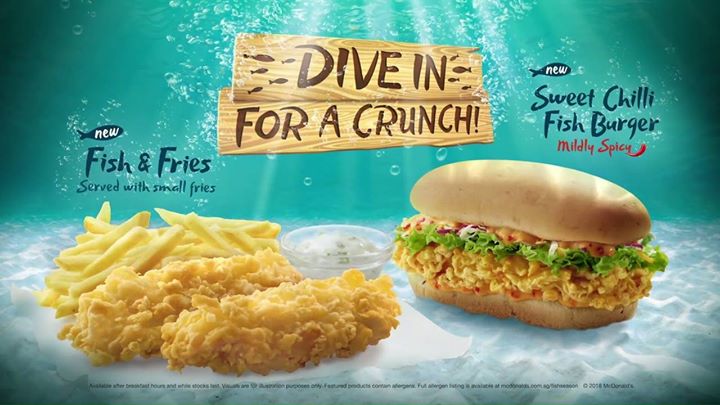 DIVE IN
FOR A CRUNCH!
new
Fish & Fries
Served with small fries
new
Sweet Chilli
Fish Burger
Mildly Spicy
Available after breakfast hours and while stocks last. Visuals are for illustration purposes only. Featured products contain allergens. Full allergen listing is available at mcdonalds.com.sg/fishseason © 2018 McDonald's.